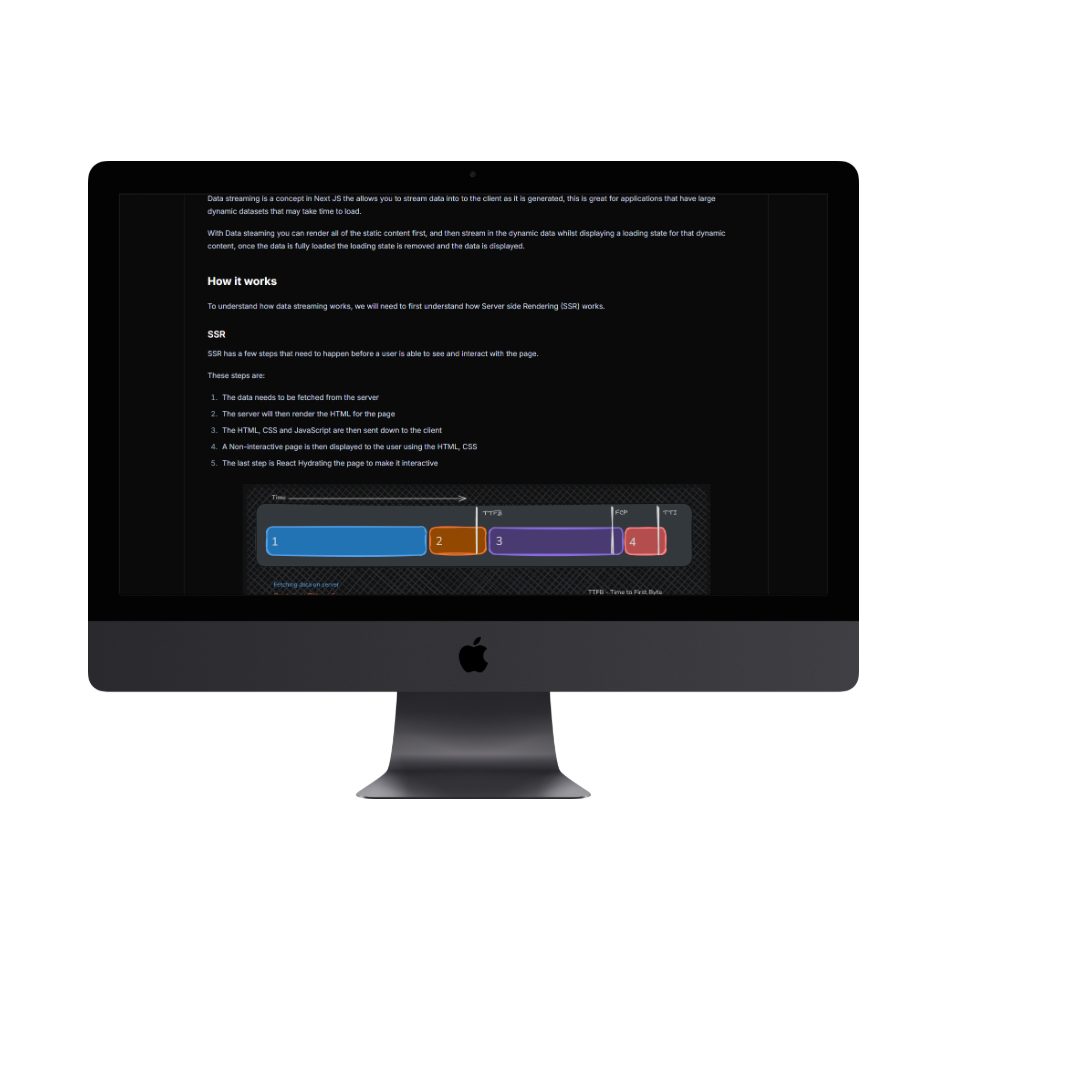 Data streaming is a concept in Next JS the allows you to stream data into to the client as it is generated, this is great for applications that have large
dynamic datasets that may take time to load.
With Data steaming you can render all of the static content first, and then stream in the dynamic data whilst displaying a loading state for that dynamic
content, once the data is fully loaded the loading state is removed and the data is displayed.
How it works
To understand how data streaming works, we will need to first understand how Server side Rendering (SSR) works.
SSR
SSR has a few steps that need to happen before a user is able to see and interact with the page.
These steps are:
1. The data needs to be fetched from the server
2. The server will then render the HTML for the page
3. The HTML, CSS and JavaScript are then sent down to the client
4. A Non-interactive page is then displayed to the user using the HTML, CSS
5. The last step is React Hydrating the page to make it interactive
Time
TTFB FCP TTI
1 2 3 4
Fetching data on server
TTFB - Time to First Byte